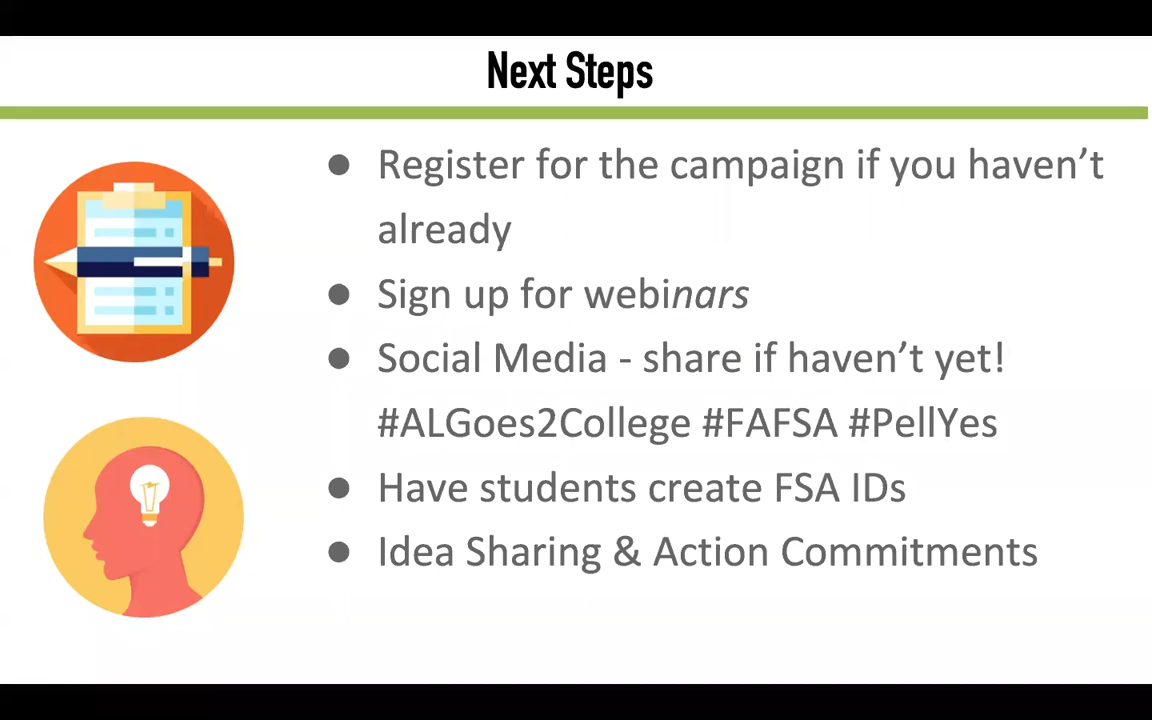 Next Steps
● Register for the campaign if you haven’t
already
● Sign up for webinars
● Social Media - share if haven’t yet!
#ALGoes2College #FAFSA #PellYes
● Have students create FSA IDs
● Idea Sharing & Action Commitments